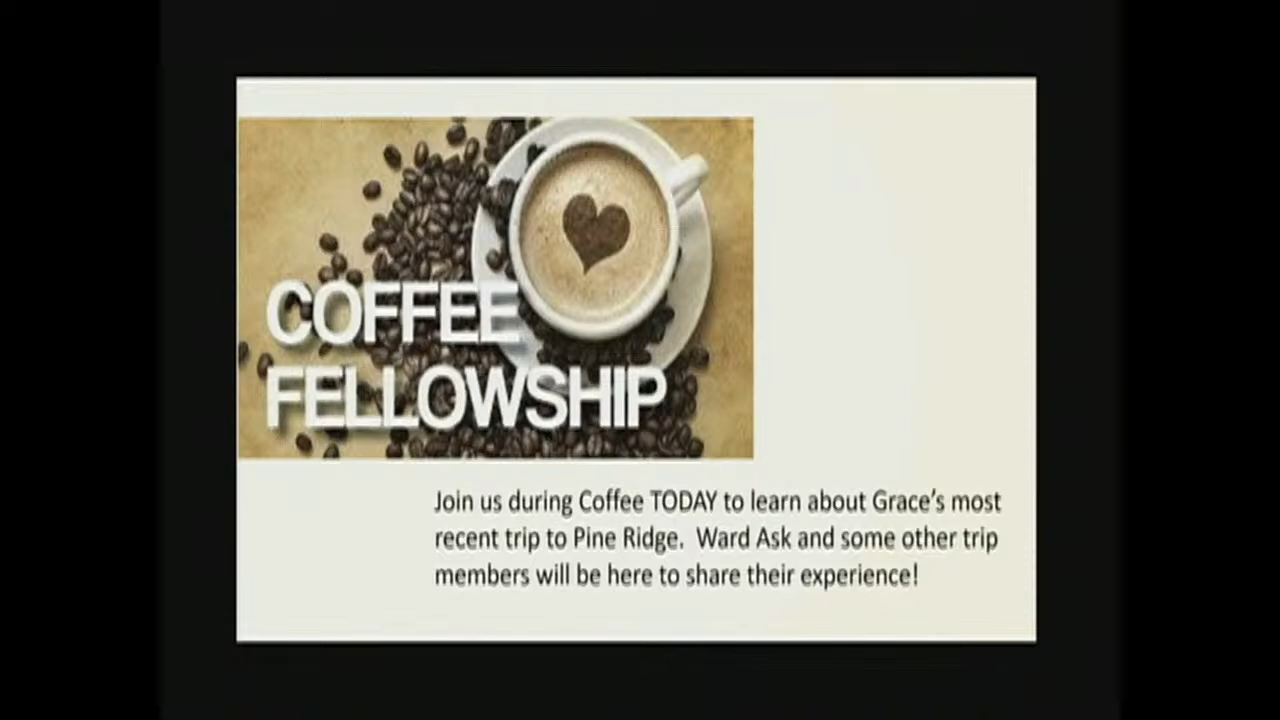 COFFEE
FELLOWSHIP
Join us during Coffee TODAY to learn about Grace's most
recent trip to Pine Ridge.  Ward Ask and some other trip
members will be here to share their experience!